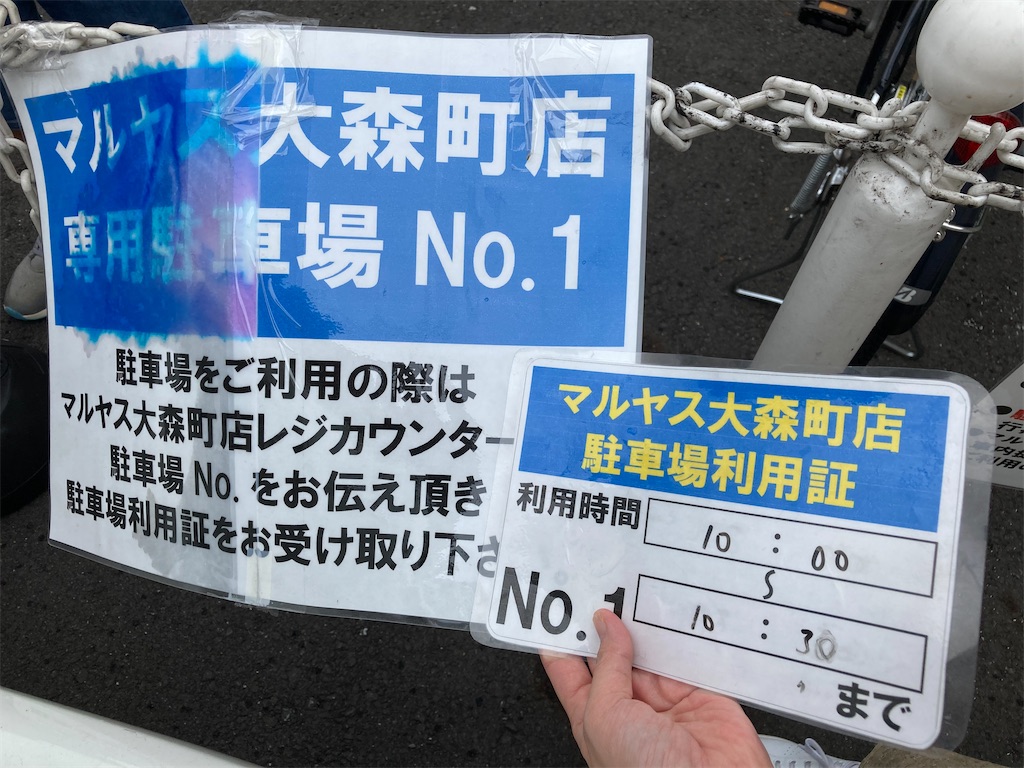 マルヤス大森町店
専用駐車場 No.1
駐車場をご利用の際は
マルヤス大森町店レジカウンター
駐車場 No.をお伝え頂き
駐車場利用証をお受け取り下さ
マルヤス大森町店
駐車場利用証
利用時間
10:00
S
10:30
No.1
まで